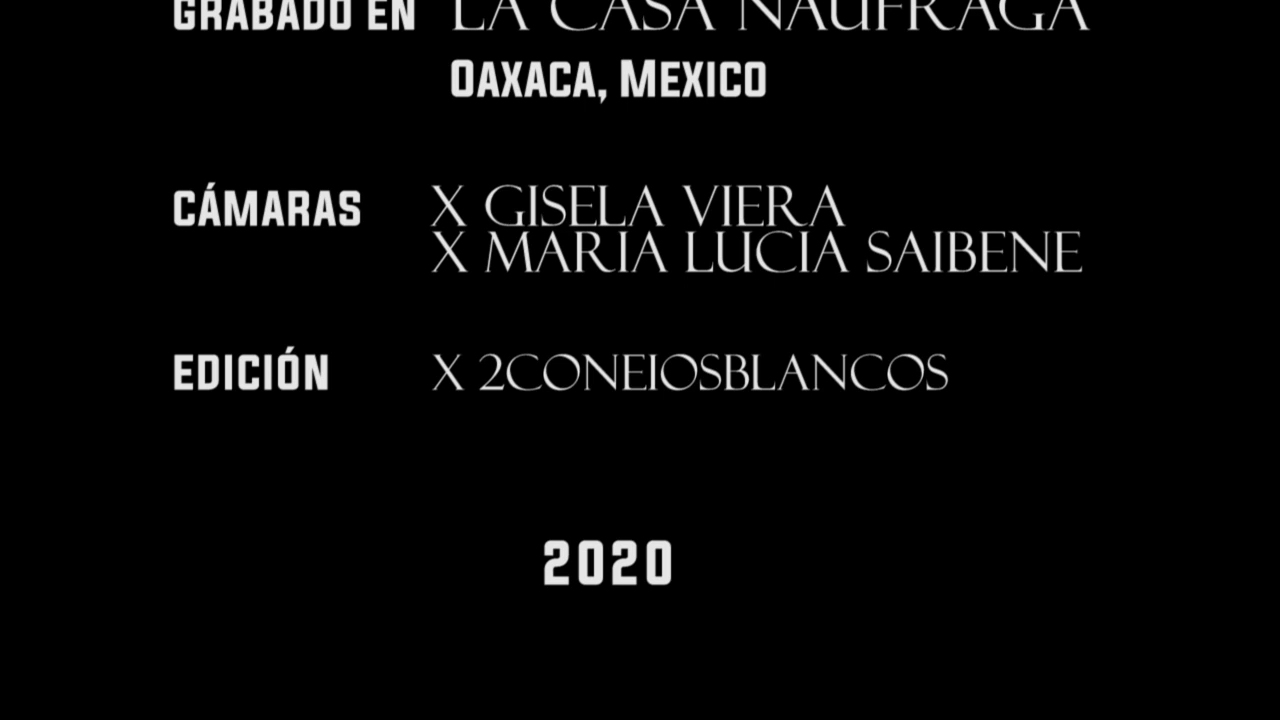 GRABADO EN LA CASA NAUFRAGA
OAXACA, MEXICO
CÁMARAS X GISELA VIERA
X MARIA LUCIA SAIBENE
EDICIÓN X 2CONEJOSBLANCOS
2020